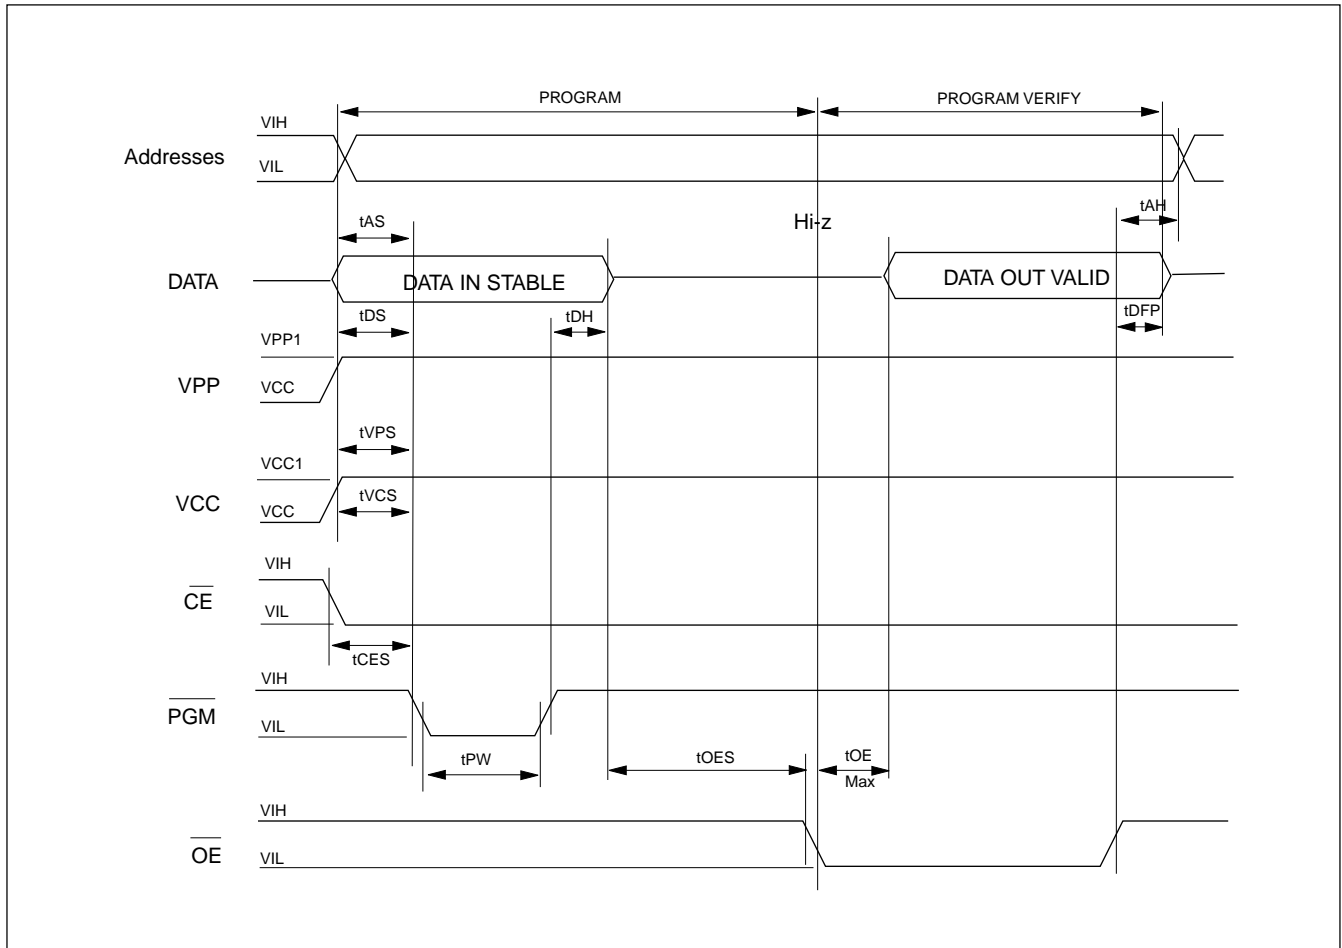 PROGRAM
PROGRAM VERIFY
VIH
Addresses
VIL
tAS
Hi-z
tAH
DATA
DATA IN STABLE
DATA OUT VALID
tDS
tDH
tDFP
VPP1
VPP
VCC
tVPS
VCC1
VCC
tVCS
VCC
VIH
CE
VIL
tCES
VIH
PGM
VIL
tPW
tOES
tOE
Max
VIH
OE
VIL